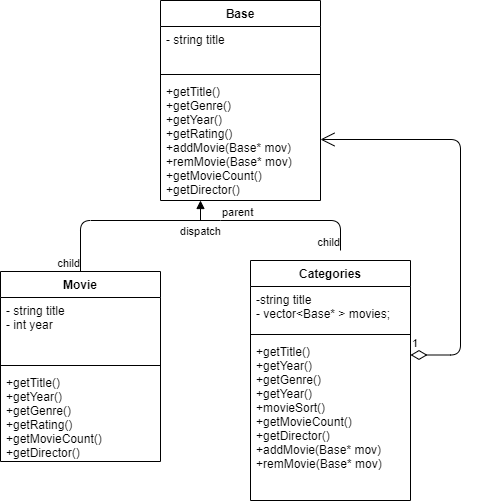 Base
- string title
+getTitle()
+getGenre()
+getYear()
+getRating()
+addMovie(Base* mov)
+remMovie(Base* mov)
+getMovieCount()
+getDirector()
parent
dispatch
child
child
Movie
- string title
- int year
+getTitle()
+getYear()
+getGenre()
+getRating()
+getMovieCount()
+getDirector()
Categories
-string title
- vector<Base* > movies;
1
+getTitle()
+getYear()
+getGenre()
+getYear()
+movieSort()
+getMovieCount()
+getDirector()
+addMovie(Base* mov)
+remMovie(Base* mov)